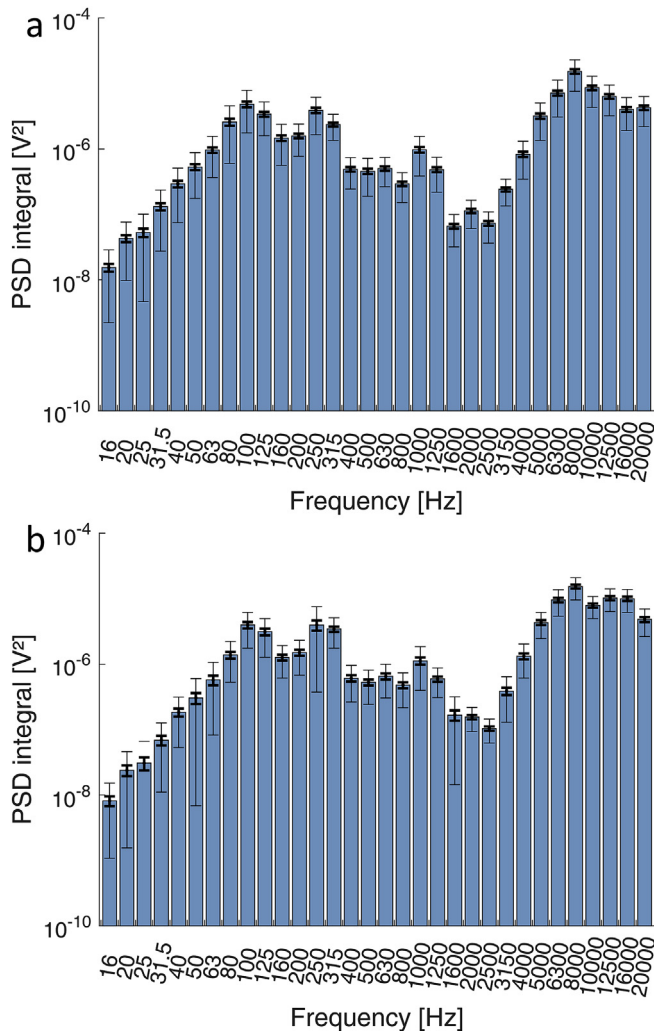 a
10⁻⁴
10⁻⁶
10⁻⁸
10⁻¹⁰
PSD integral [V²]
16 20 25 31.5 40 50 63 80 100 125 160 200 250 315 400 500 630 800 1000 1250 1600 2000 2500 3150 4000 5000 6300 8000 10000 12500 16000 20000
Frequency [Hz]
b
10⁻⁴
10⁻⁶
10⁻⁸
10⁻¹⁰
PSD integral [V²]
16 20 25 31.5 40 50 63 80 100 125 160 200 250 315 400 500 630 800 1000 1250 1600 2000 2500 3150 4000 5000 6300 8000 10000 12500 16000 20000
Frequency [Hz]